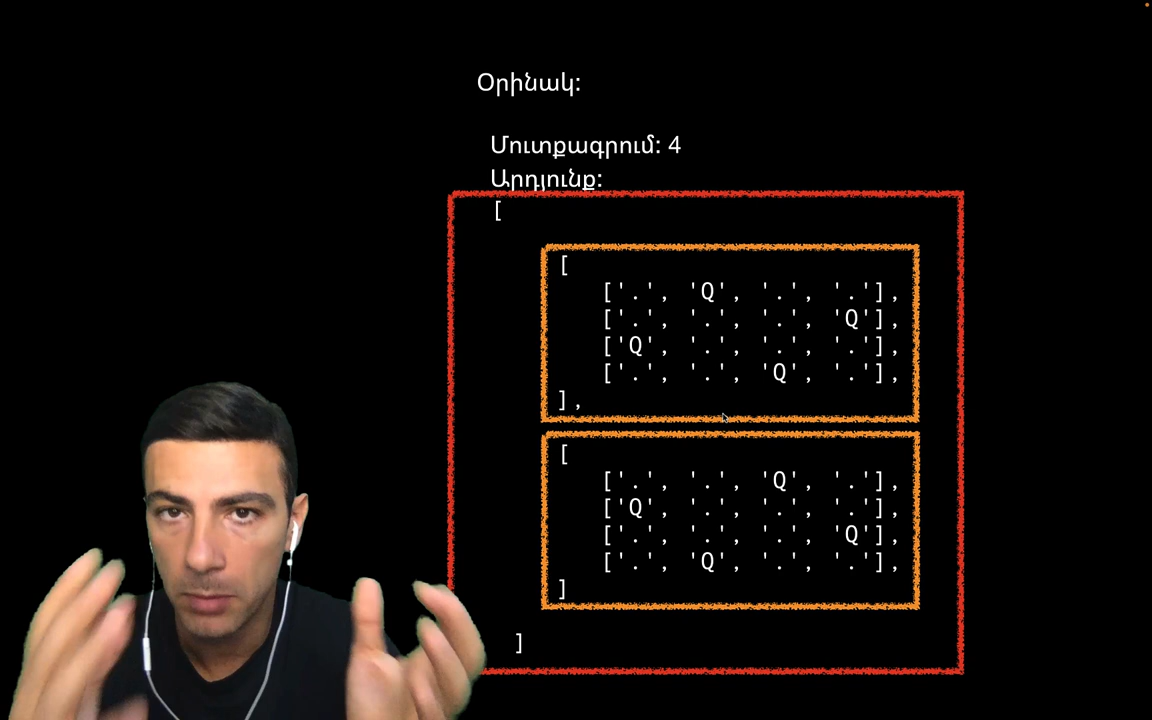 Օրինակ:
Մուտքագրում: 4
Արդյունք:
[
[
['.', 'Q', '.', '.'],
['.', '.', '.', 'Q'],
['Q', '.', '.', '.'],
['.', '.', 'Q', '.'],
],
[
['.', '.', 'Q', '.'],
['Q', '.', '.', '.'],
['.', '.', '.', 'Q'],
['.', 'Q', '.', '.'],
]
]